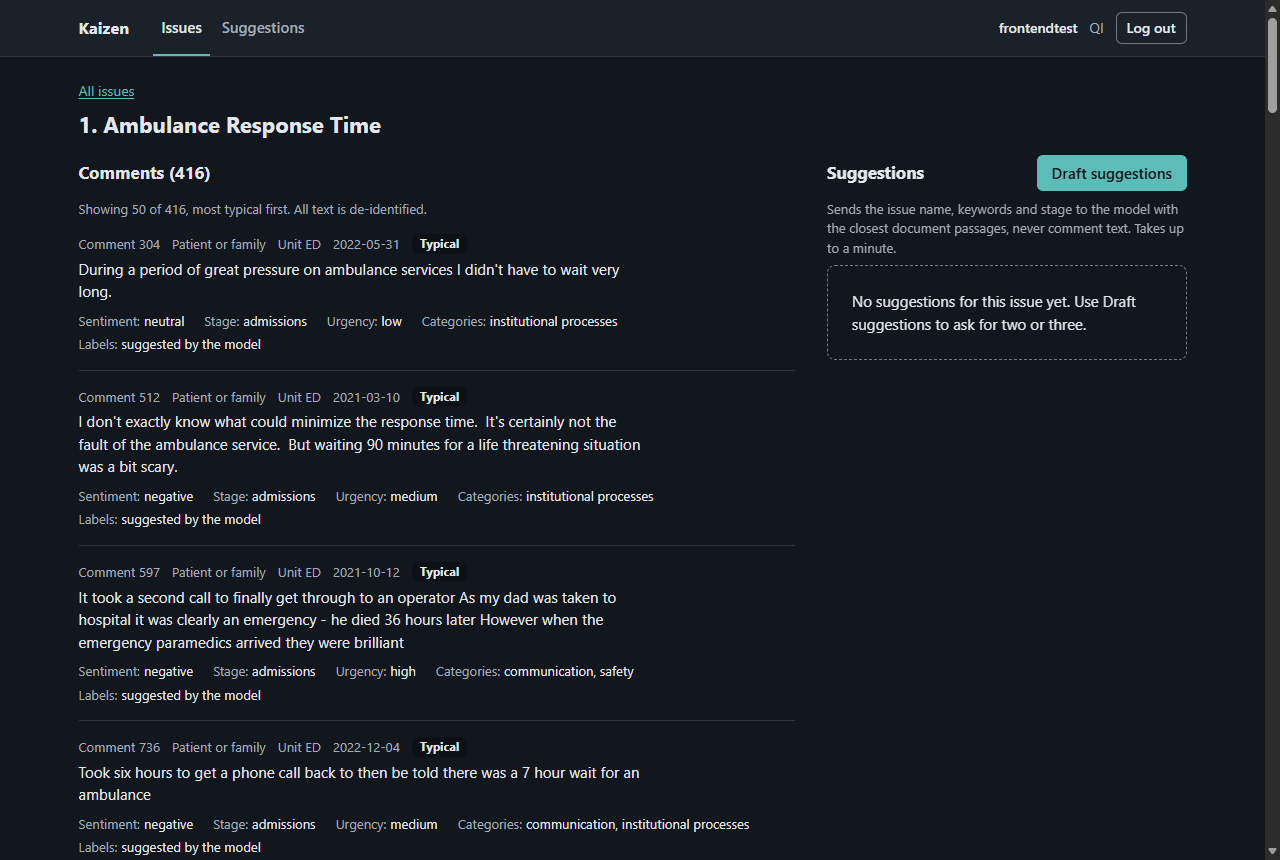 Kaizen Issues Suggestions frontendtest QI Log out
All issues
1. Ambulance Response Time
Comments (416)
Showing 50 of 416, most typical first. All text is de-identified.
Comment 304 Patient or family Unit ED 2022-05-31 Typical
During a period of great pressure on ambulance services I didn't have to wait very
long.
Sentiment: neutral Stage: admissions Urgency: low Categories: institutional processes
Labels: suggested by the model
Comment 512 Patient or family Unit ED 2021-03-10 Typical
I don't exactly know what could minimize the response time.  It's certainly not the
fault of the ambulance service.  But waiting 90 minutes for a life threatening situation
was a bit scary.
Sentiment: negative Stage: admissions Urgency: medium Categories: institutional processes
Labels: suggested by the model
Comment 597 Patient or family Unit ED 2021-10-12 Typical
It took a second call to finally get through to an operator As my dad was taken to
hospital it was clearly an emergency - he died 36 hours later However when the
emergency paramedics arrived they were brilliant
Sentiment: negative Stage: admissions Urgency: high Categories: communication, safety
Labels: suggested by the model
Comment 736 Patient or family Unit ED 2022-12-04 Typical
Took six hours to get a phone call back to then be told there was a 7 hour wait for an
ambulance
Sentiment: negative Stage: admissions Urgency: medium Categories: communication, institutional processes
Labels: suggested by the model
Suggestions Draft suggestions
Sends the issue name, keywords and stage to the model with
the closest document passages, never comment text. Takes up
to a minute.
No suggestions for this issue yet. Use Draft
suggestions to ask for two or three.